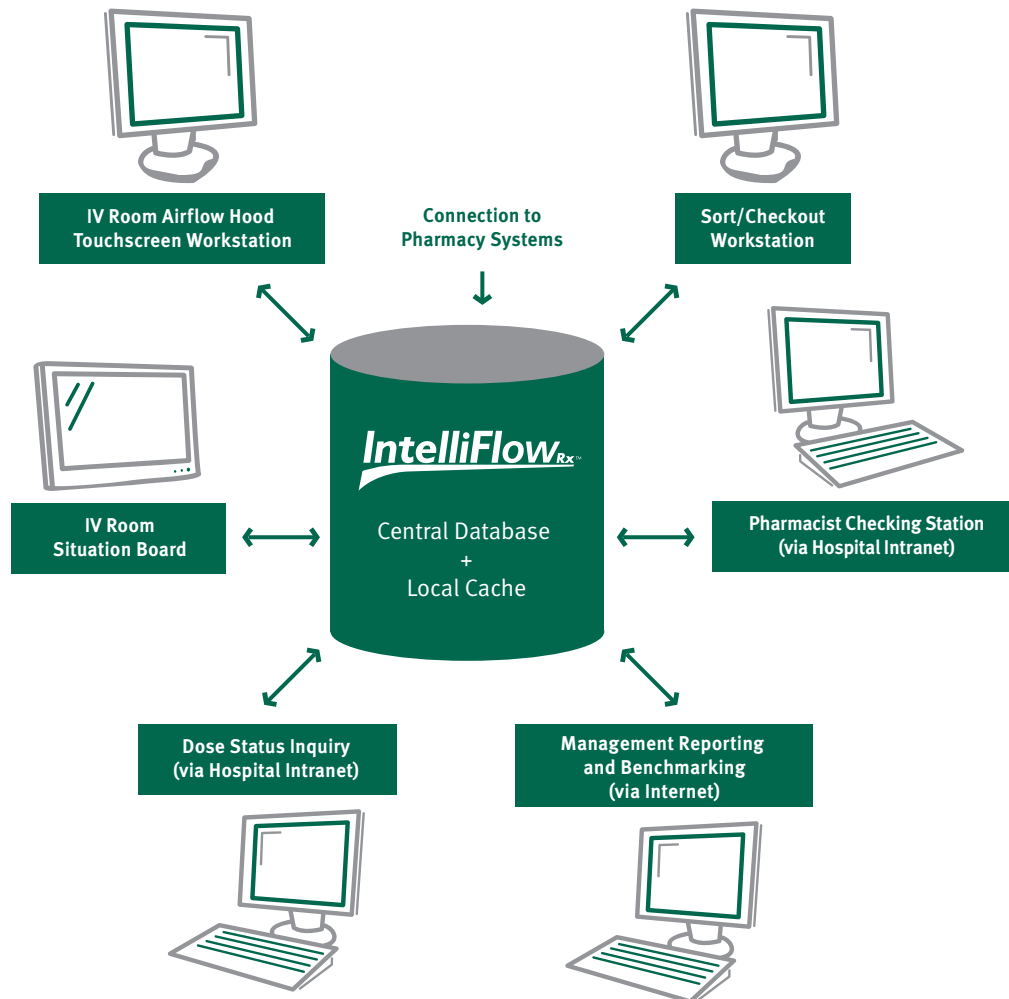 IV Room Airflow Hood
Touchscreen Workstation
Connection to
Pharmacy Systems
Sort/Checkout
Workstation
IntelliFlow Rx™
Central Database
+
Local Cache
IV Room
Situation Board
Pharmacist Checking Station
(via Hospital Intranet)
Dose Status Inquiry
(via Hospital Intranet)
Management Reporting
and Benchmarking
(via Internet)